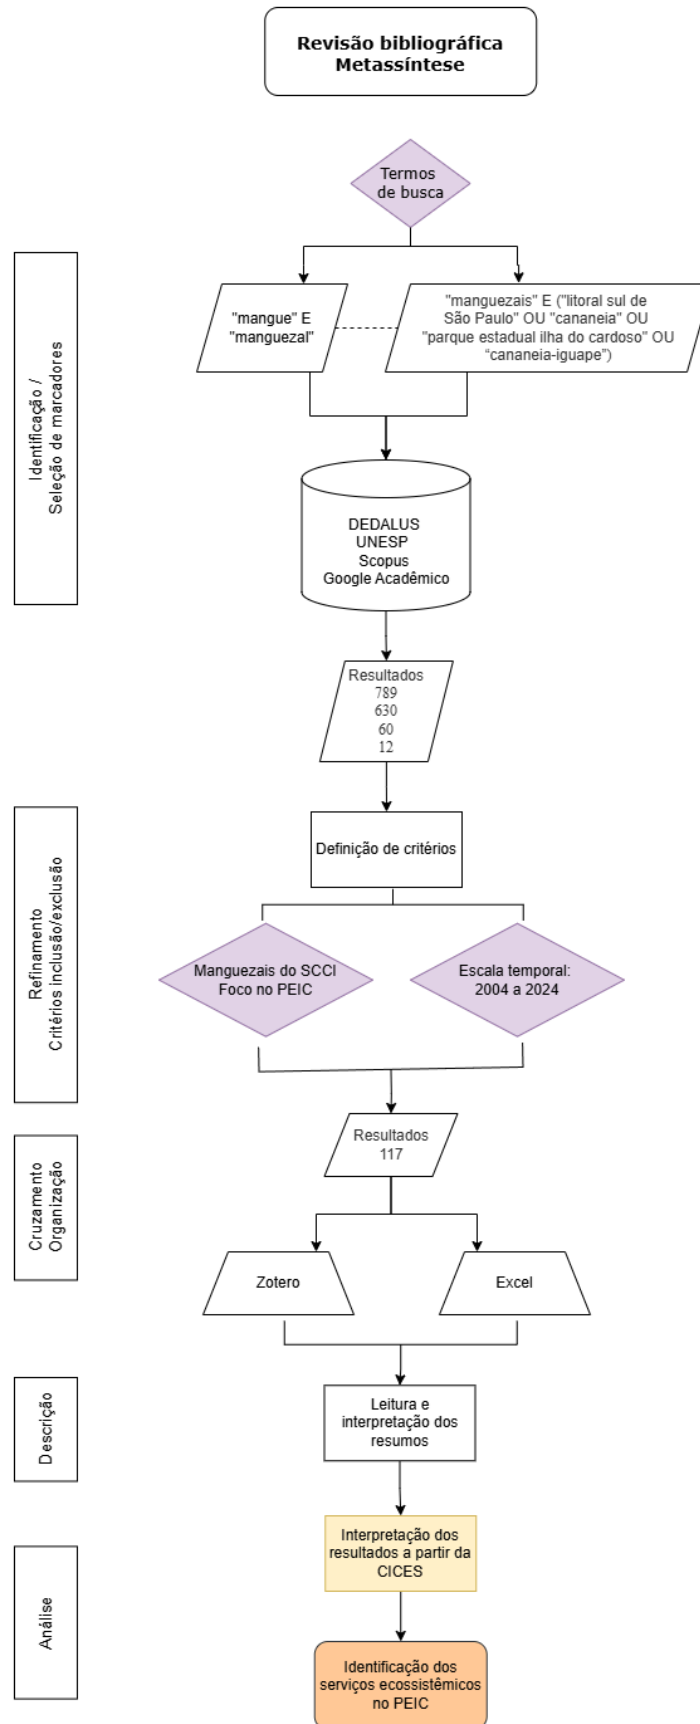 Revisão bibliográfica
Metassíntese
Termos
de busca
Identificação /
Seleção de marcadores
"mangue" E
"manguezal"
"manguezais" E ("litoral sul de
São Paulo" OU "cananeia" OU
"parque estadual ilha do cardoso" OU
“cananeia-iguape”)
DEDALUS
UNESP
Scopus
Google Acadêmico
Resultados
789
630
60
12
Refinamento
Critérios inclusão/exclusão
Definição de critérios
Manguezais do SCCI
Foco no PEIC
Escala temporal:
2004 a 2024
Cruzamento
Organização
Resultados
117
Zotero
Excel
Descrição
Leitura e
interpretação dos
resumos
Análise
Interpretação dos
resultados a partir da
CICES
Identificação dos
serviços ecossistêmicos
no PEIC